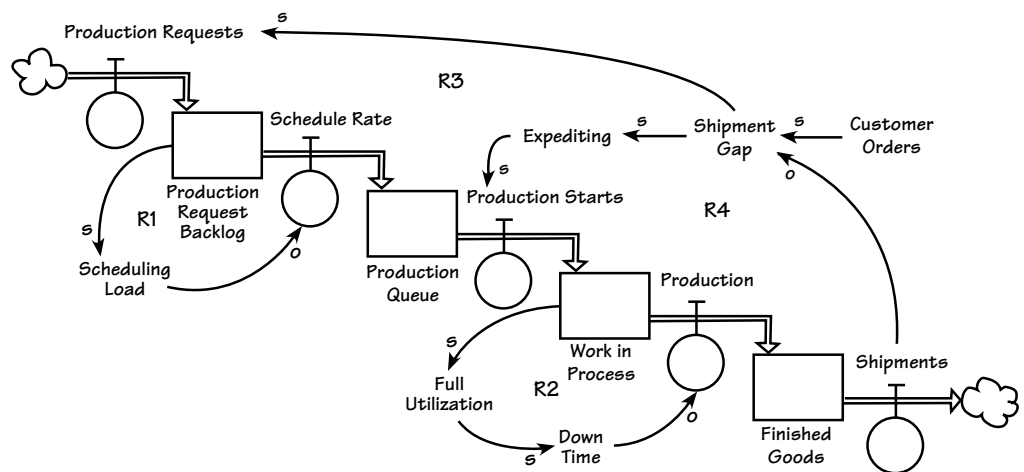 s
Production Requests
R3
Schedule Rate
s
s
Customer
Orders
Shipment
Gap
Expediting
o
s
Production Starts
Production
Request
Backlog
R1
R4
s
o
Scheduling
Load
Production
Queue
Production
s
Work in
Process
Shipments
Full
Utilization
R2
o
Down
Time
s
Finished
Goods